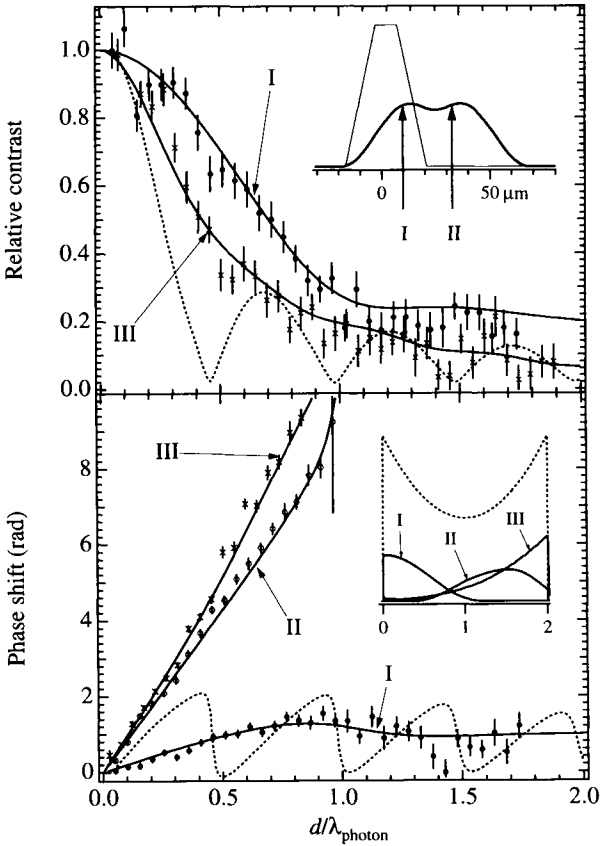 Relative contrast
1.0
0.8
0.6
0.4
0.2
0.0
I
III
0
50 μm
I
II
Phase shift (rad)
8
6
4
2
0
III
II
I
I
II
III
0
1
2
0.0
0.5
1.0
1.5
2.0
d/λphoton